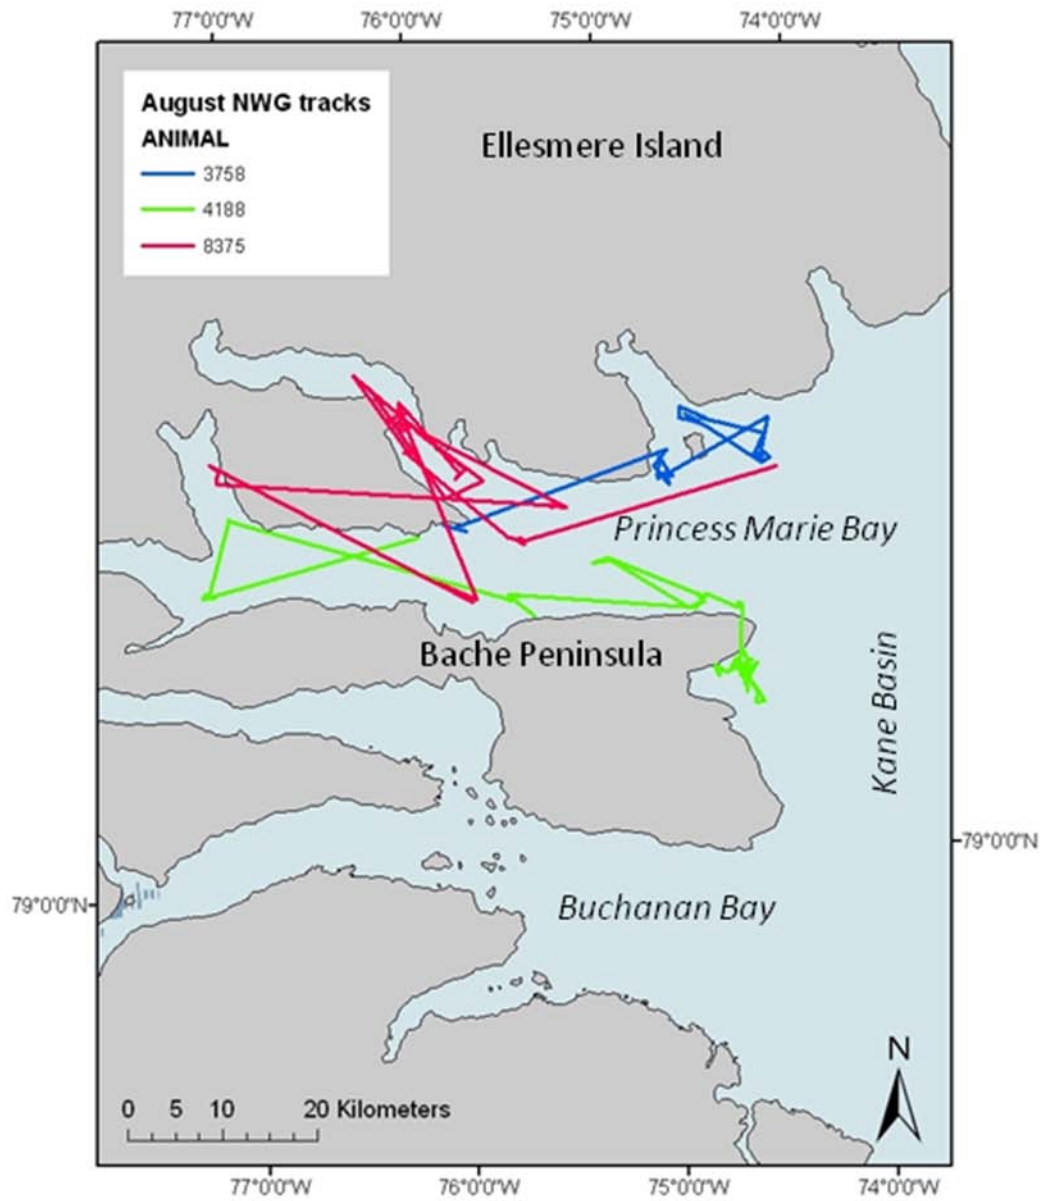 77°0'0"W 76°0'0"W 75°0'0"W 74°0'0"W
August NWG tracks
ANIMAL
3758
4188
8375
Ellesmere Island
Princess Marie Bay
Bache Peninsula
Kane Basin
79°0'0"N
79°0'0"N
Buchanan Bay
N
0 5 10 20 Kilometers
77°0'0"W 76°0'0"W 75°0'0"W 74°0'0"W